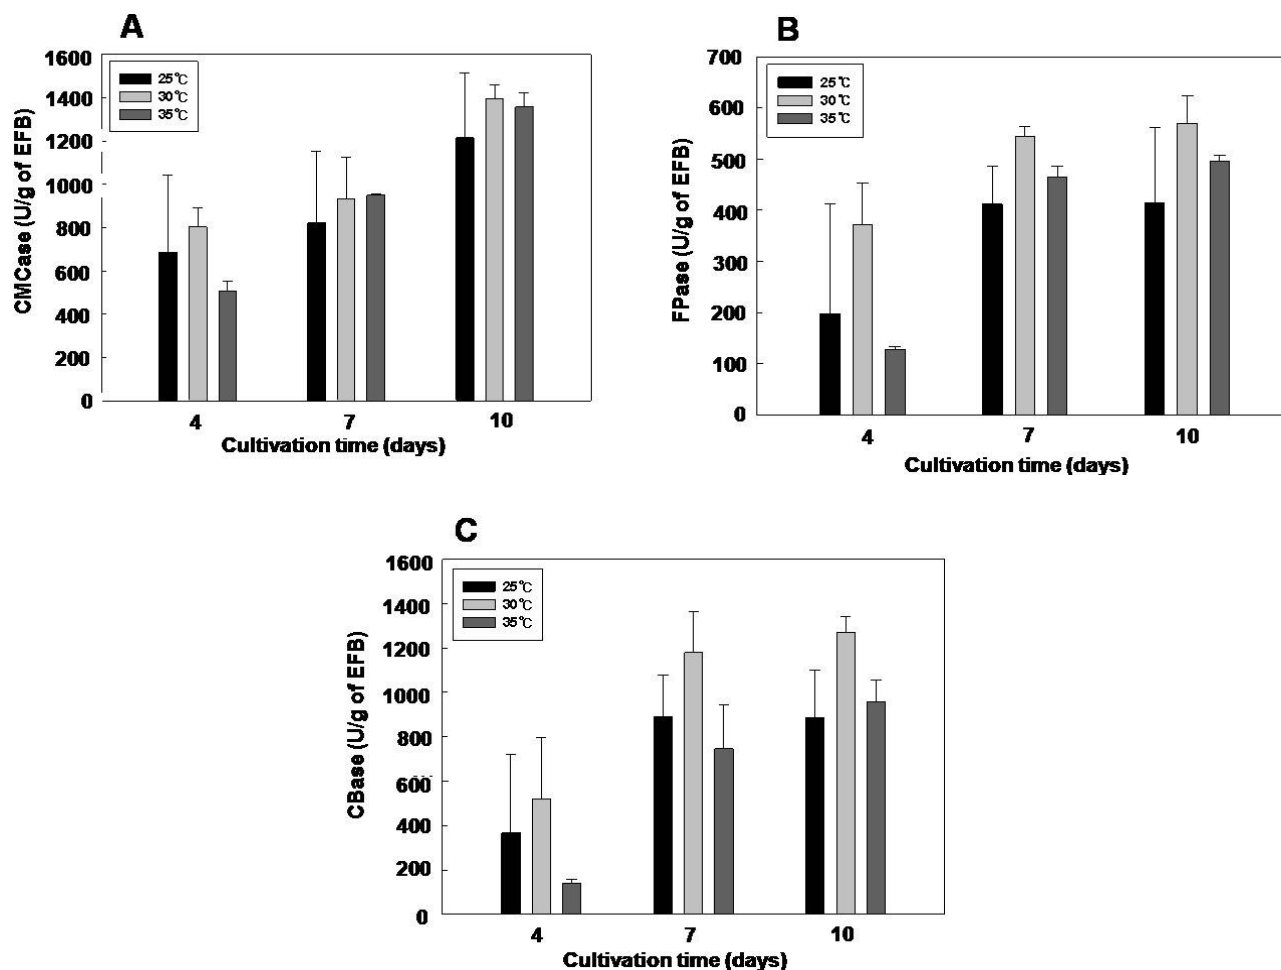 A
CMCase (U/g of EFB)
1600
1400
1200
1000
800
600
400
200
0
25℃
30℃
35℃
4 7 10
Cultivation time (days)
B
FPase (U/g of EFB)
700
600
500
400
300
200
100
0
25℃
30℃
35℃
4 7 10
Cultivation time (days)
C
CBase (U/g of EFB)
1600
1400
1200
1000
800
600
400
200
0
25℃
30℃
35℃
4 7 10
Cultivation time (days)